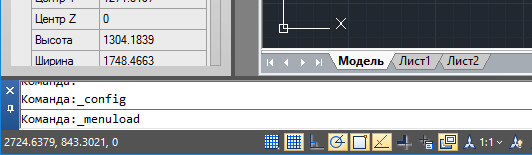 Центр Z 0
Высота 1304.1839
Ширина 1748.4663
X
Модель Лист1 Лист2
Команда:_config
Команда:_menuload
2724.6379, 843.3021, 0 1:1